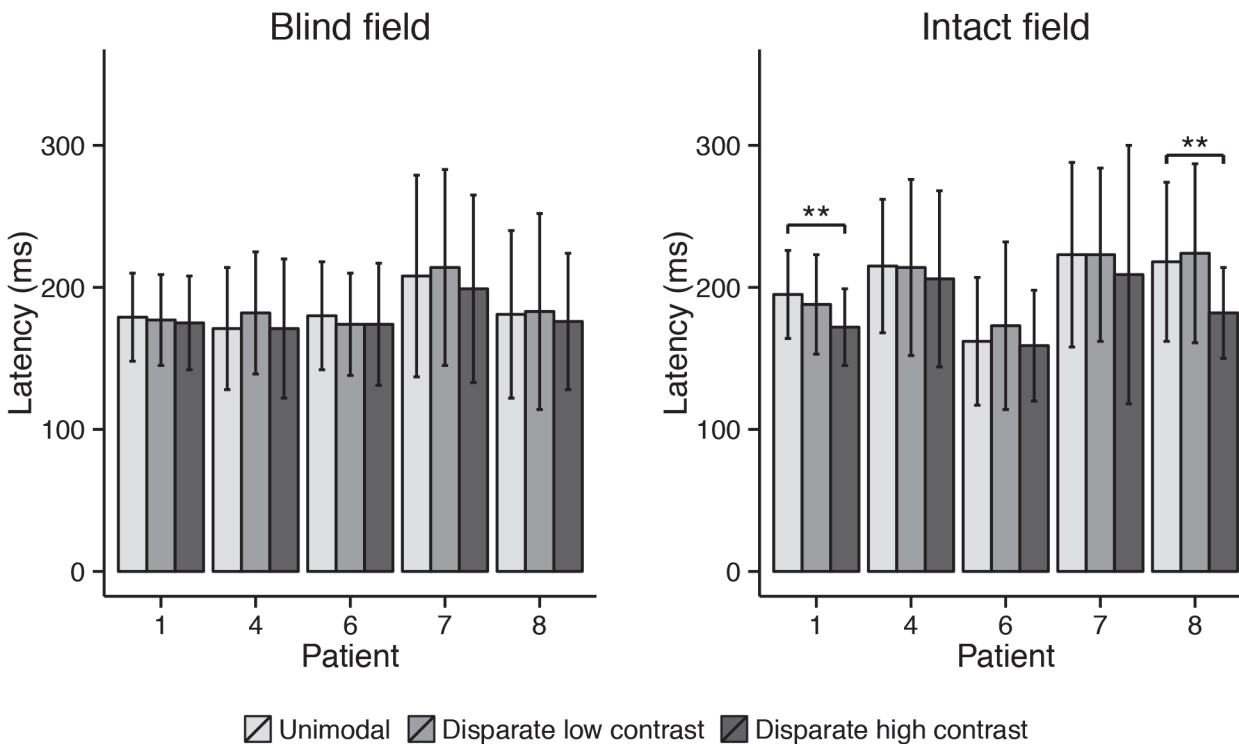 Blind field
Latency (ms)
300
200
100
0
1 4 6 7 8
Patient
Intact field
Latency (ms)
300
200
100
0
**
**
1 4 6 7 8
Patient
Unimodal Disparate low contrast Disparate high contrast